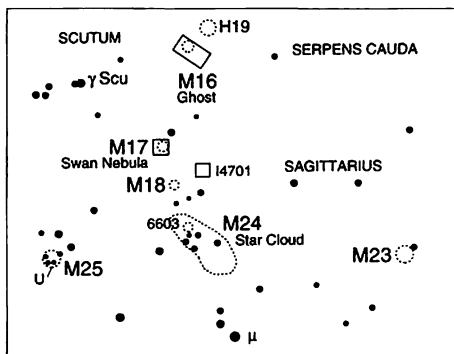 H19
SCUTUM
SERPENS CAUDA
γ Scu
M16
Ghost
M17
Swan Nebula
I4701
SAGITTARIUS
M18
6603
M24
Star Cloud
M23
M25
U
μ